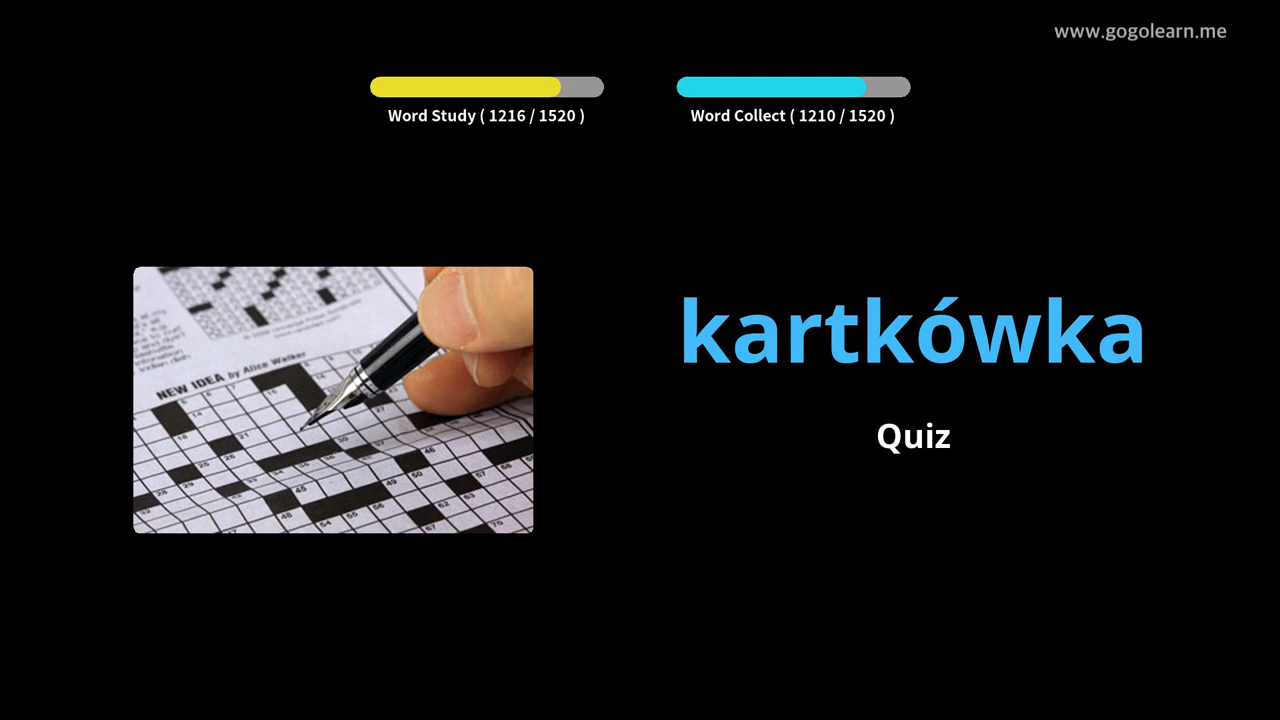 www.gogolearn.me
Word Study ( 1216 / 1520 )
Word Collect ( 1210 / 1520 )
kartkówka
Quiz
NEW IDEA by Alice Walker